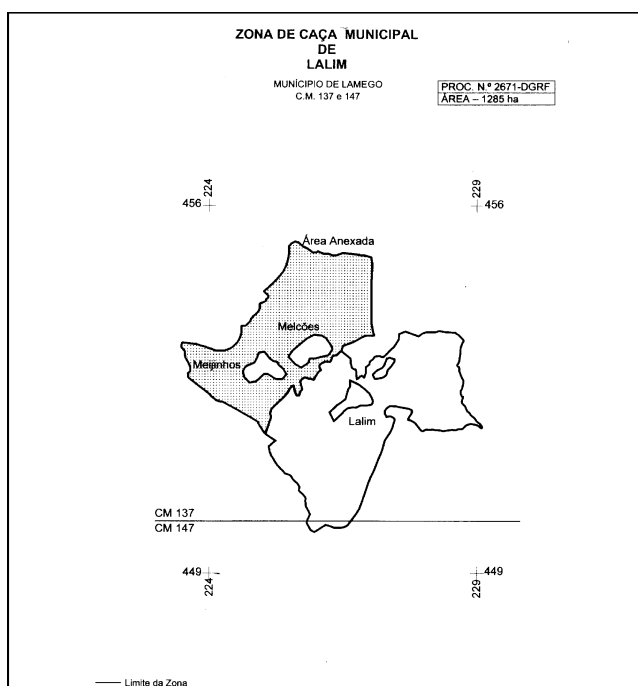 ZONA DE CAÇA MUNICIPAL
DE
LALIM
MUNÍCIPIO DE LAMEGO
C.M. 137 e 147
PROC. N.º 2671-DGRF
ÁREA – 1285 ha
224
229
456
456
Área Anexada
Melcões
Meijinhos
Lalim
CM 137
CM 147
449
449
224
229
Limite da Zona